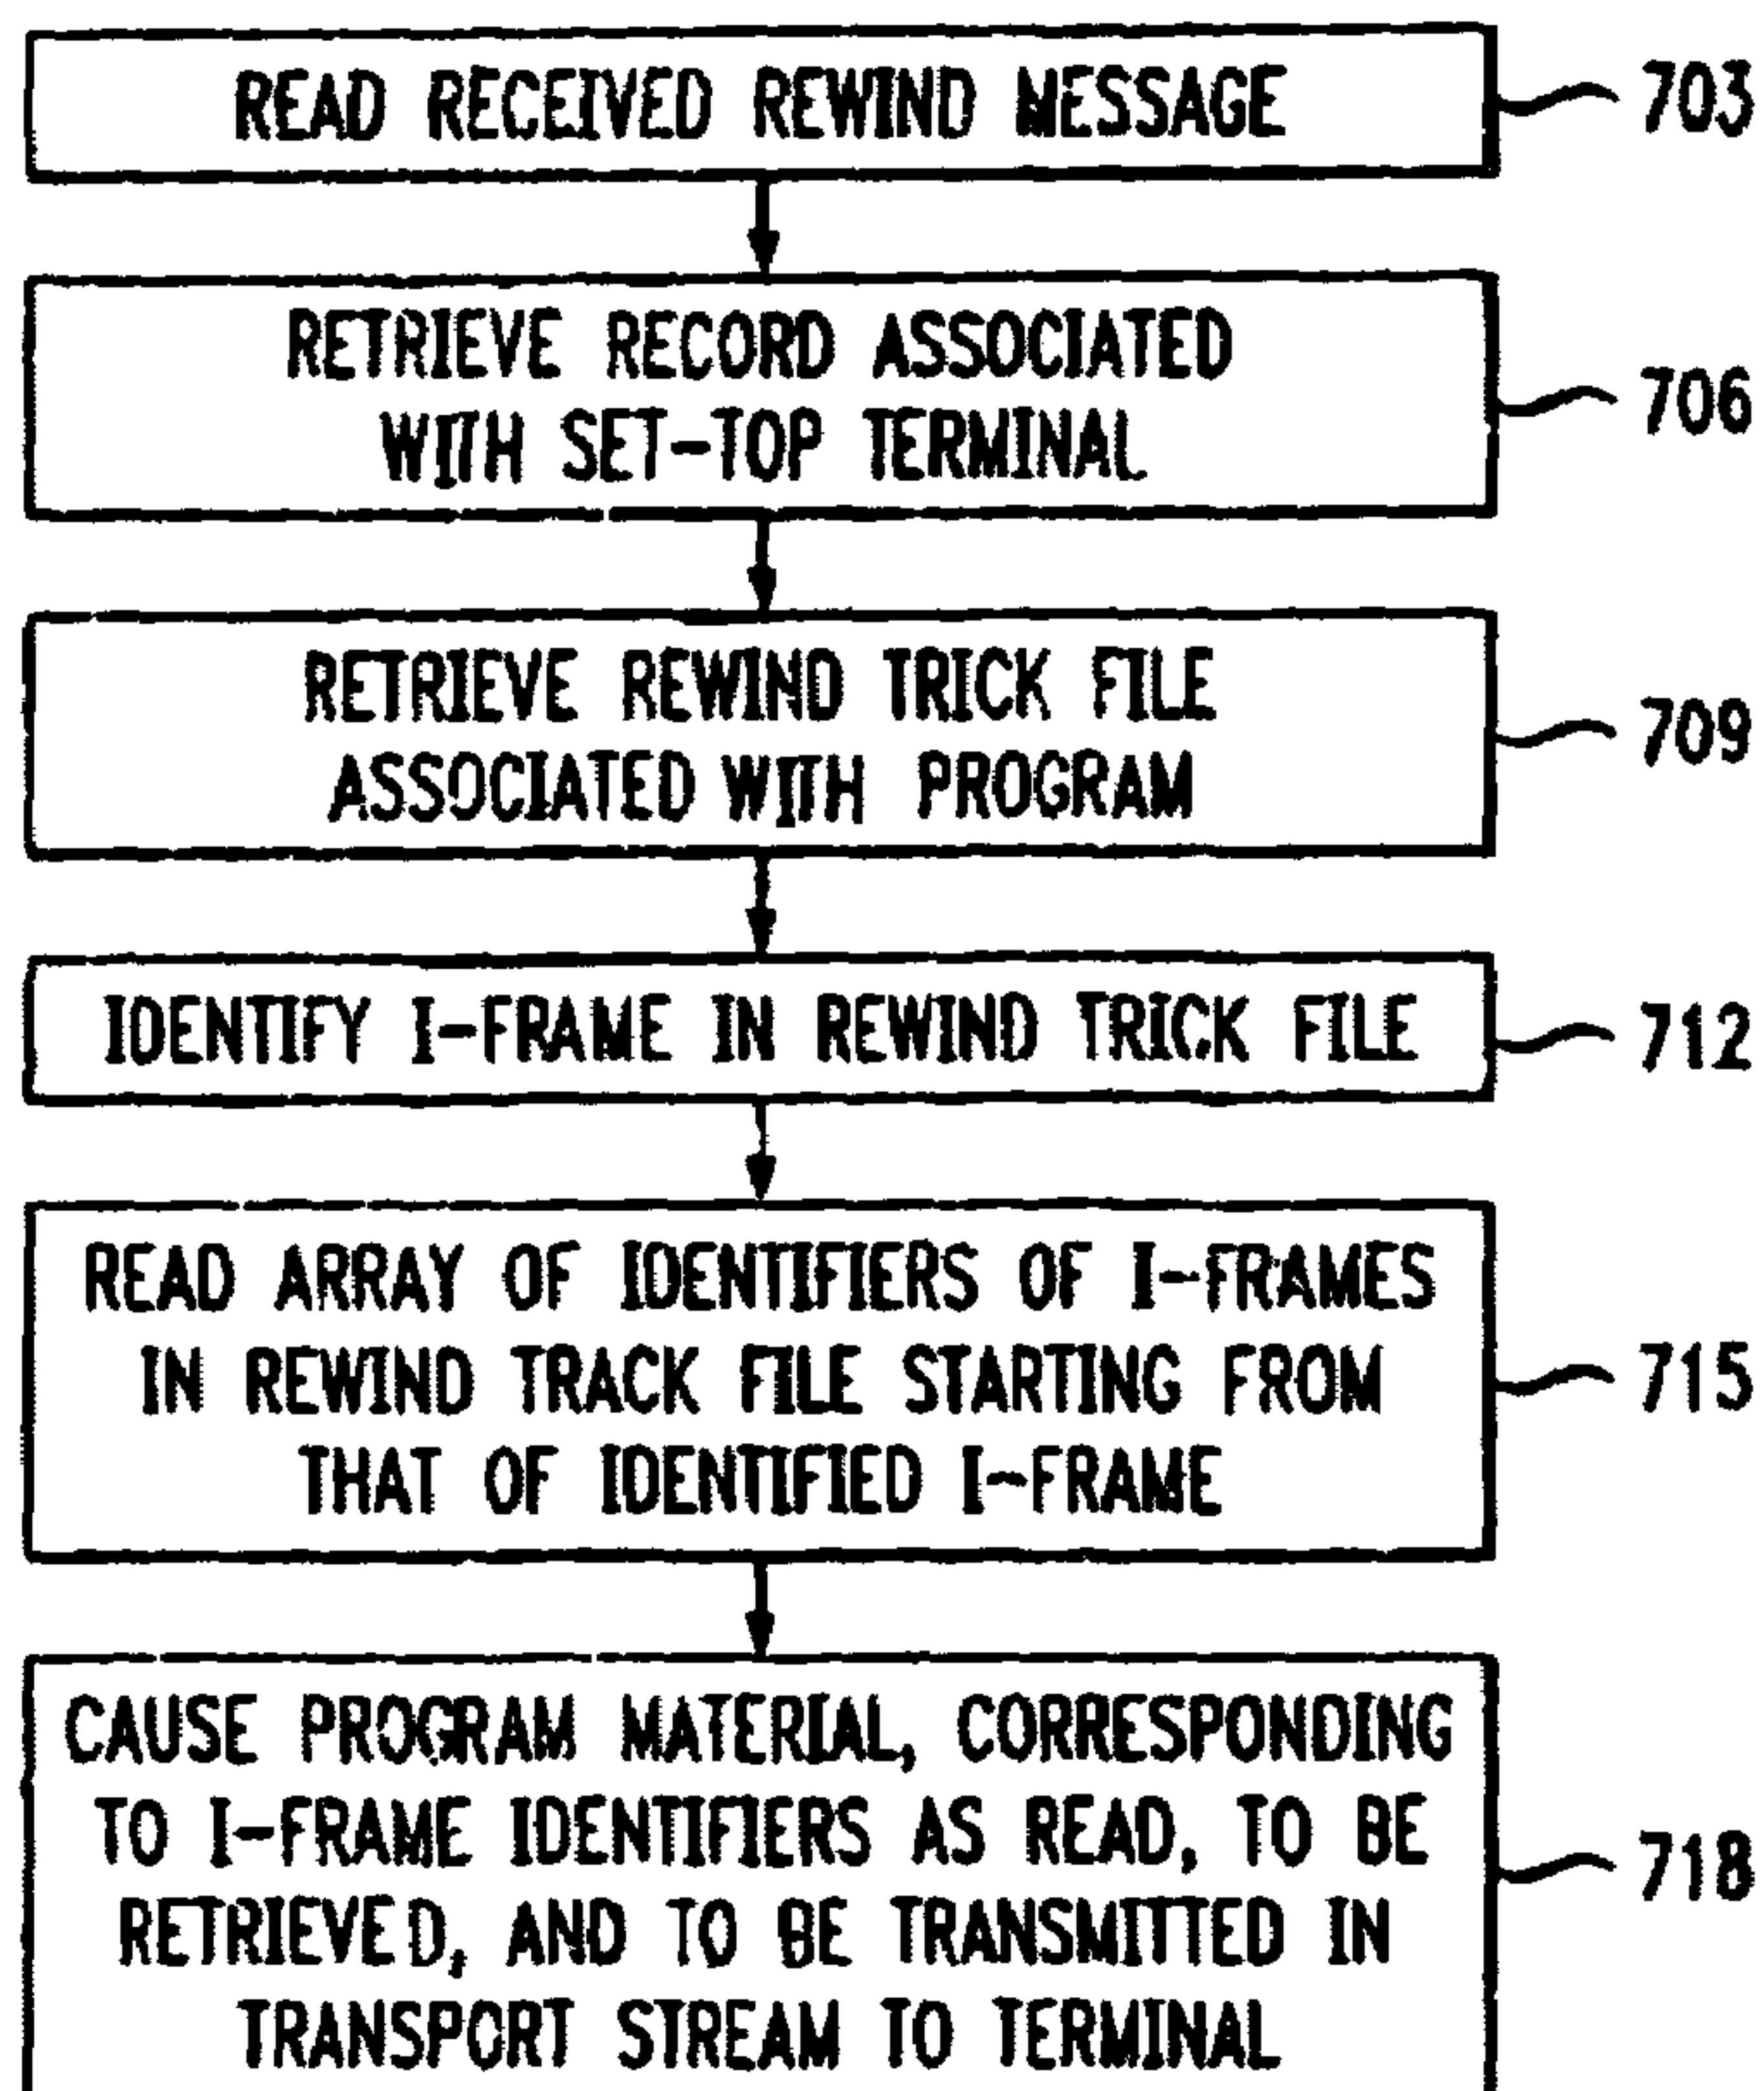 READ RECEIVED REWIND MESSAGE
703
RETRIEVE RECORD ASSOCIATED
WITH SET-TOP TERMINAL
706
RETRIEVE REWIND TRICK FILE
ASSOCIATED WITH PROGRAM
709
IDENTIFY I-FRAME IN REWIND TRICK FILE
712
READ ARRAY OF IDENTIFIERS OF I-FRAMES
IN REWIND TRACK FILE STARTING FROM
THAT OF IDENTIFIED I-FRAME
715
CAUSE PROGRAM MATERIAL, CORRESPONDING
TO I-FRAME IDENTIFIERS AS READ, TO BE
RETRIEVED, AND TO BE TRANSMITTED IN
TRANSPORT STREAM TO TERMINAL
718